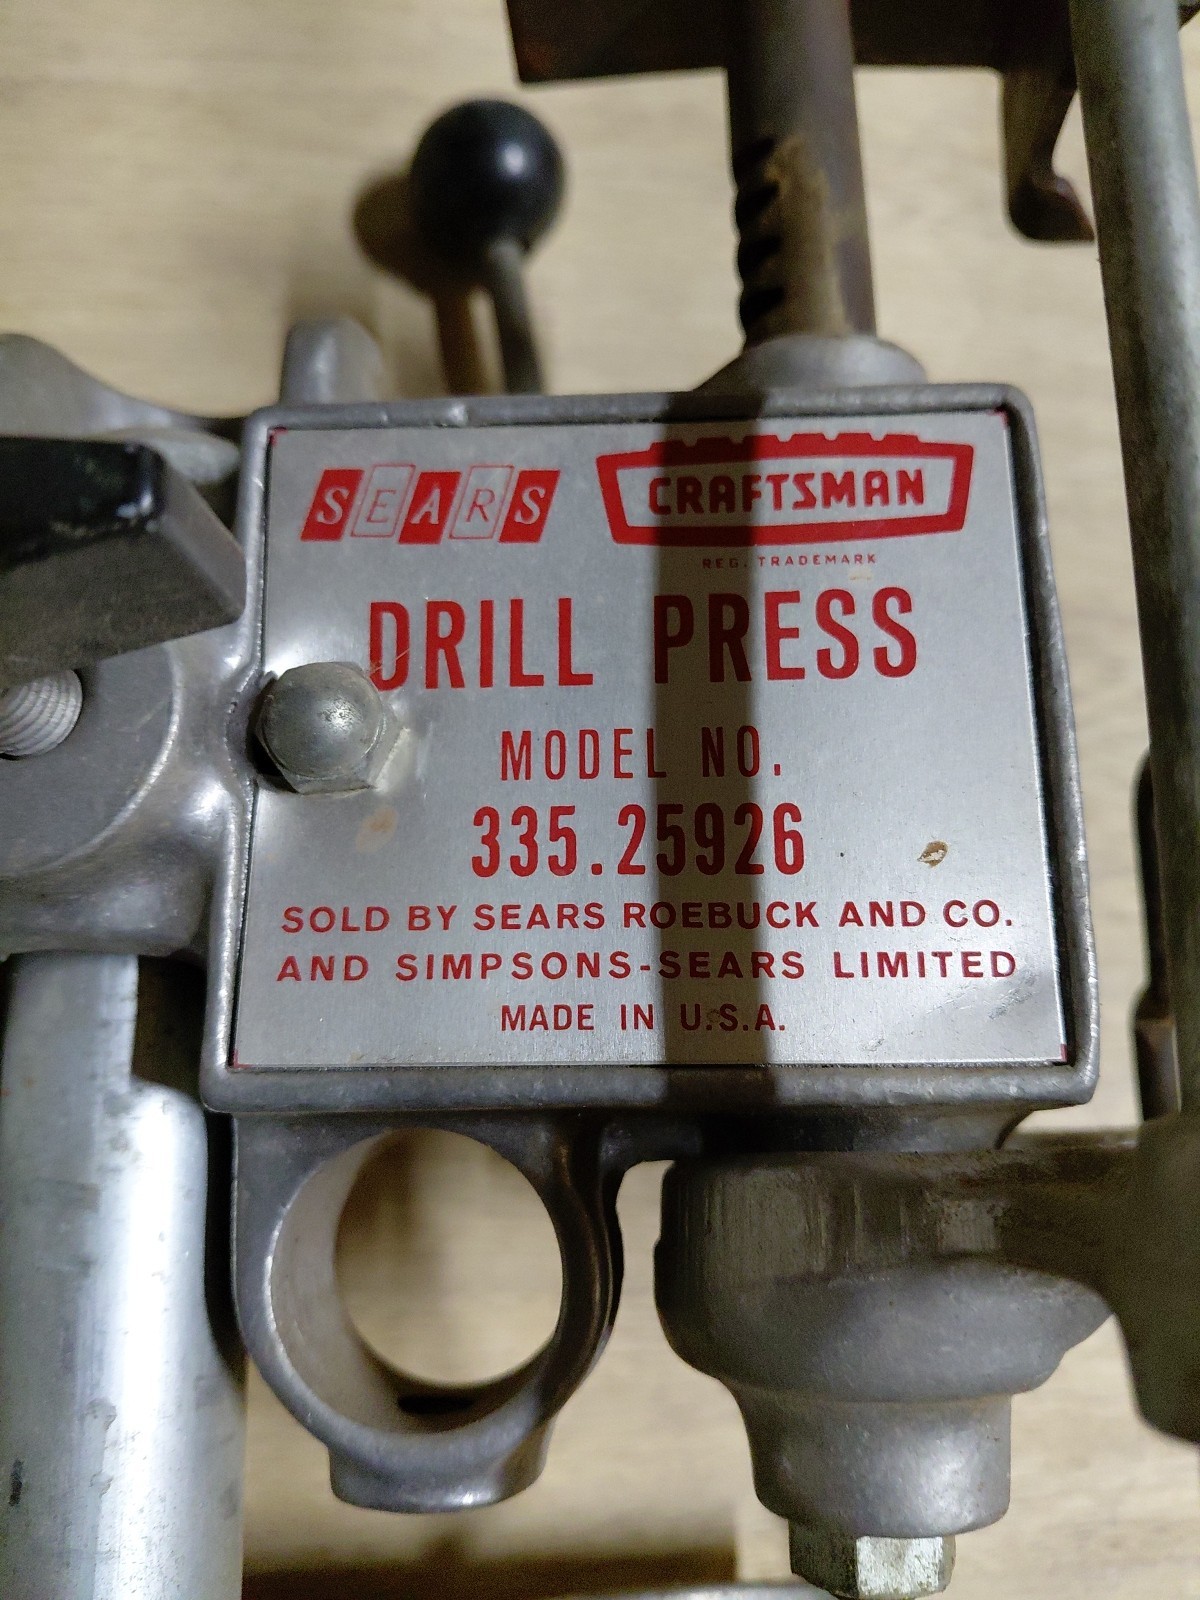 SEARS CRAFTSMAN
REG. TRADEMARK
DRILL PRESS
MODEL NO.
335.25926
SOLD BY SEARS ROEBUCK AND CO.
AND SIMPSONS-SEARS LIMITED
MADE IN U.S.A.